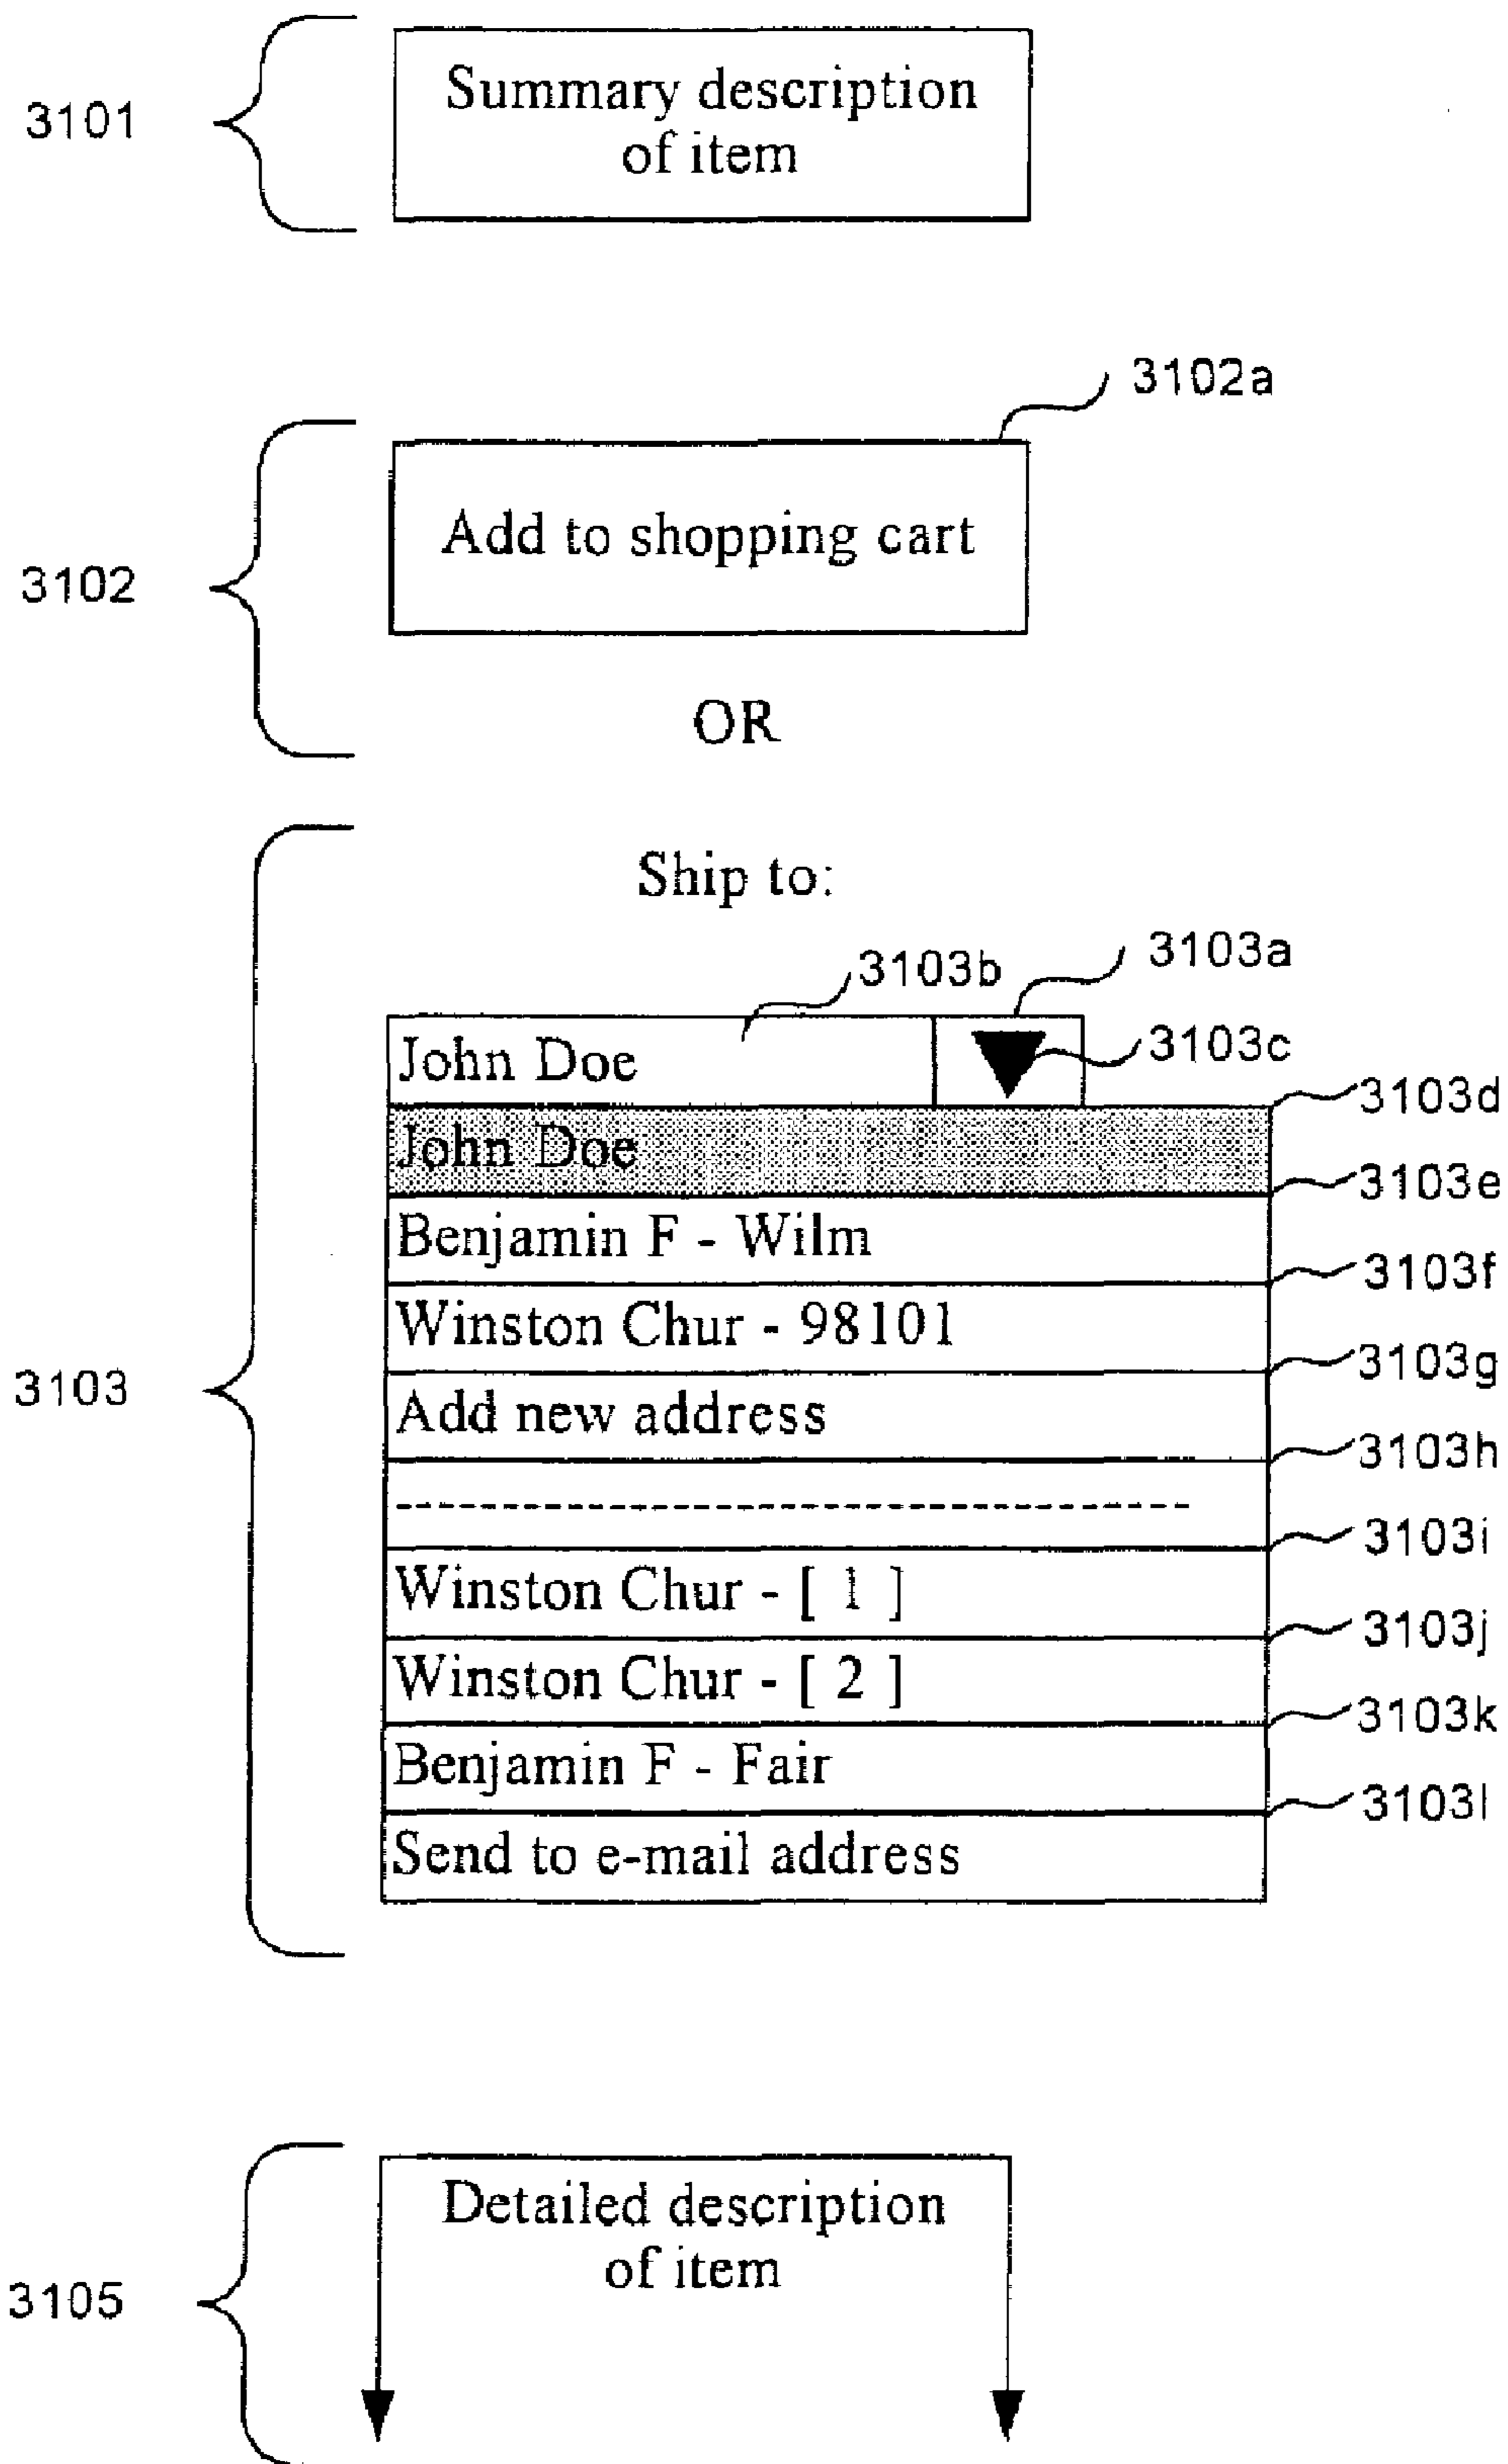 3101
Summary description
of item
3102a
3102
Add to shopping cart
OR
Ship to:
3103b
3103a
John Doe
3103c
3103d
John Doe
3103e
Benjamin F - Wilm
3103f
Winston Chur - 98101
3103g
3103
Add new address
3103h
--------------------------------------
3103i
Winston Chur - [ 1 ]
3103j
Winston Chur - [ 2 ]
3103k
Benjamin F - Fair
3103l
Send to e-mail address
3105
Detailed description
of item